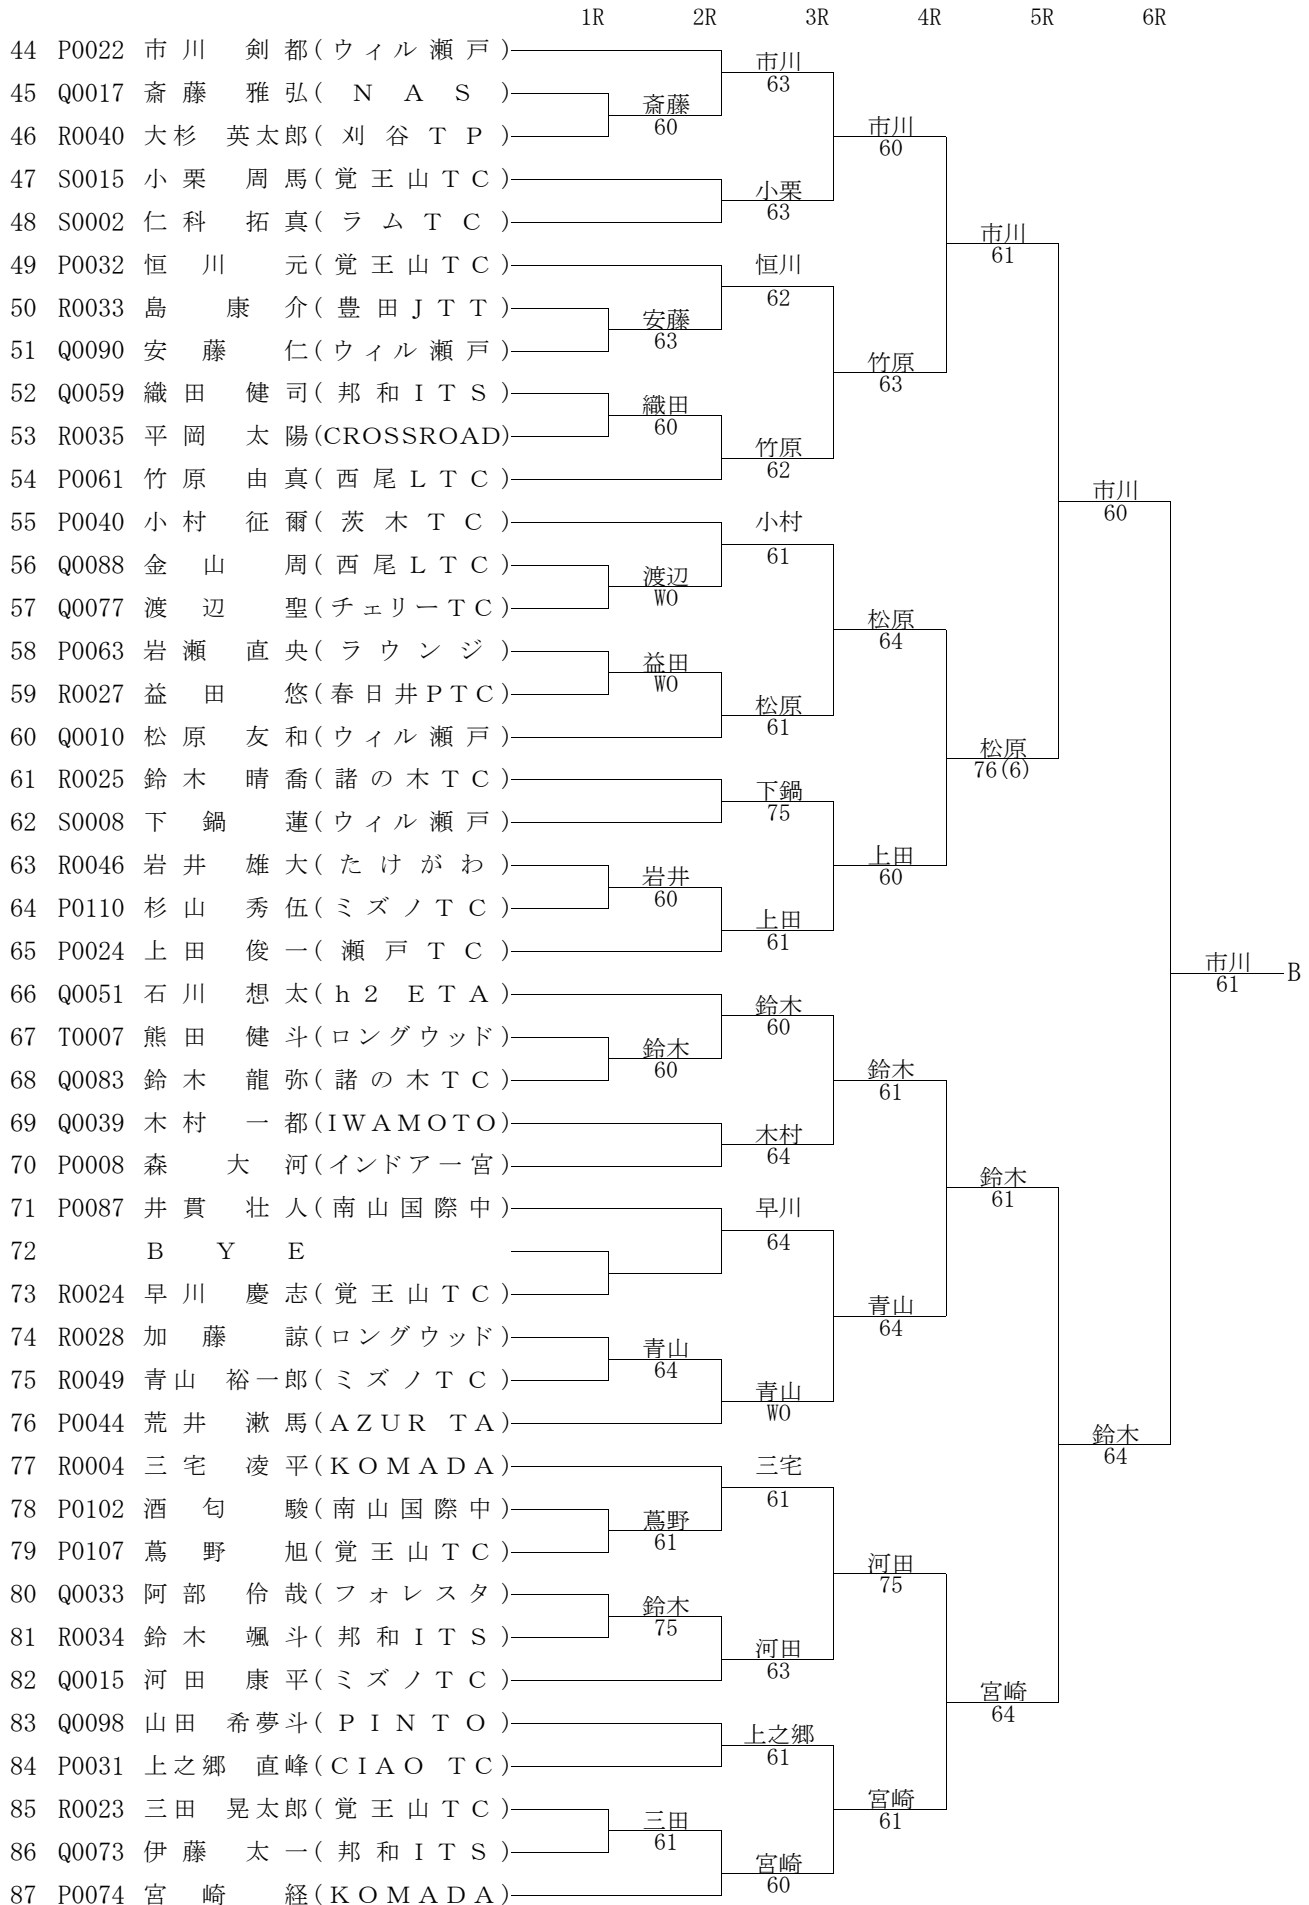 1R 2R 3R 4R 5R 6R
44 P0022 市川 剣都(ウィル瀬戸)
市川
63
45 Q0017 斎藤 雅弘(NAS)
斎藤
60
46 R0040 大杉 英太郎(刈谷TP)
市川
60
47 S0015 小栗 周馬(覚王山TC)
小栗
63
48 S0002 仁科 拓真(ラムTC)
市川
61
49 P0032 恒川 元(覚王山TC)
恒川
62
50 R0033 島 康介(豊田JTT)
安藤
63
51 Q0090 安藤 仁(ウィル瀬戸)
竹原
63
52 Q0059 織田 健司(邦和ITS)
織田
60
53 R0035 平岡 太陽(CROSSROAD)
竹原
62
54 P0061 竹原 由真(西尾LTC)
市川
60
55 P0040 小村 征爾(茨木TC)
小村
61
56 Q0088 金山 周(西尾LTC)
渡辺
WO
57 Q0077 渡辺 聖(チェリーTC)
松原
64
58 P0063 岩瀬 直央(ラウンジ)
益田
WO
59 R0027 益田 悠(春日井PTC)
松原
61
60 Q0010 松原 友和(ウィル瀬戸)
松原
76(6)
61 R0025 鈴木 晴喬(諸の木TC)
下鍋
75
62 S0008 下鍋 蓮(ウィル瀬戸)
上田
60
63 R0046 岩井 雄大(たけがわ)
岩井
60
64 P0110 杉山 秀伍(ミズノTC)
上田
61
65 P0024 上田 俊一(瀬戸TC)
市川
61
B
66 Q0051 石川 想太(h2 ETA)
鈴木
60
67 T0007 熊田 健斗(ロングウッド)
鈴木
60
68 Q0083 鈴木 龍弥(諸の木TC)
鈴木
61
69 Q0039 木村 一都(IWAMOTO)
木村
64
70 P0008 森 大河(インドア一宮)
鈴木
61
71 P0087 井貫 壮人(南山国際中)
早川
64
72 BYE
73 R0024 早川 慶志(覚王山TC)
青山
64
74 R0028 加藤 諒(ロングウッド)
青山
64
75 R0049 青山 裕一郎(ミズノTC)
青山
WO
76 P0044 荒井 漱馬(AZUR TA)
鈴木
64
77 R0004 三宅 凌平(KOMADA)
三宅
61
78 P0102 酒匂 駿(南山国際中)
蔦野
61
79 P0107 蔦野 旭(覚王山TC)
河田
75
80 Q0033 阿部 伶哉(フォレスタ)
鈴木
75
81 R0034 鈴木 颯斗(邦和ITS)
河田
63
82 Q0015 河田 康平(ミズノTC)
宮崎
64
83 Q0098 山田 希夢斗(PINTO)
上之郷
61
84 P0031 上之郷 直峰(CIAO TC)
宮崎
61
85 R0023 三田 晃太郎(覚王山TC)
三田
61
86 Q0073 伊藤 太一(邦和ITS)
宮崎
60
87 P0074 宮崎 経(KOMADA)